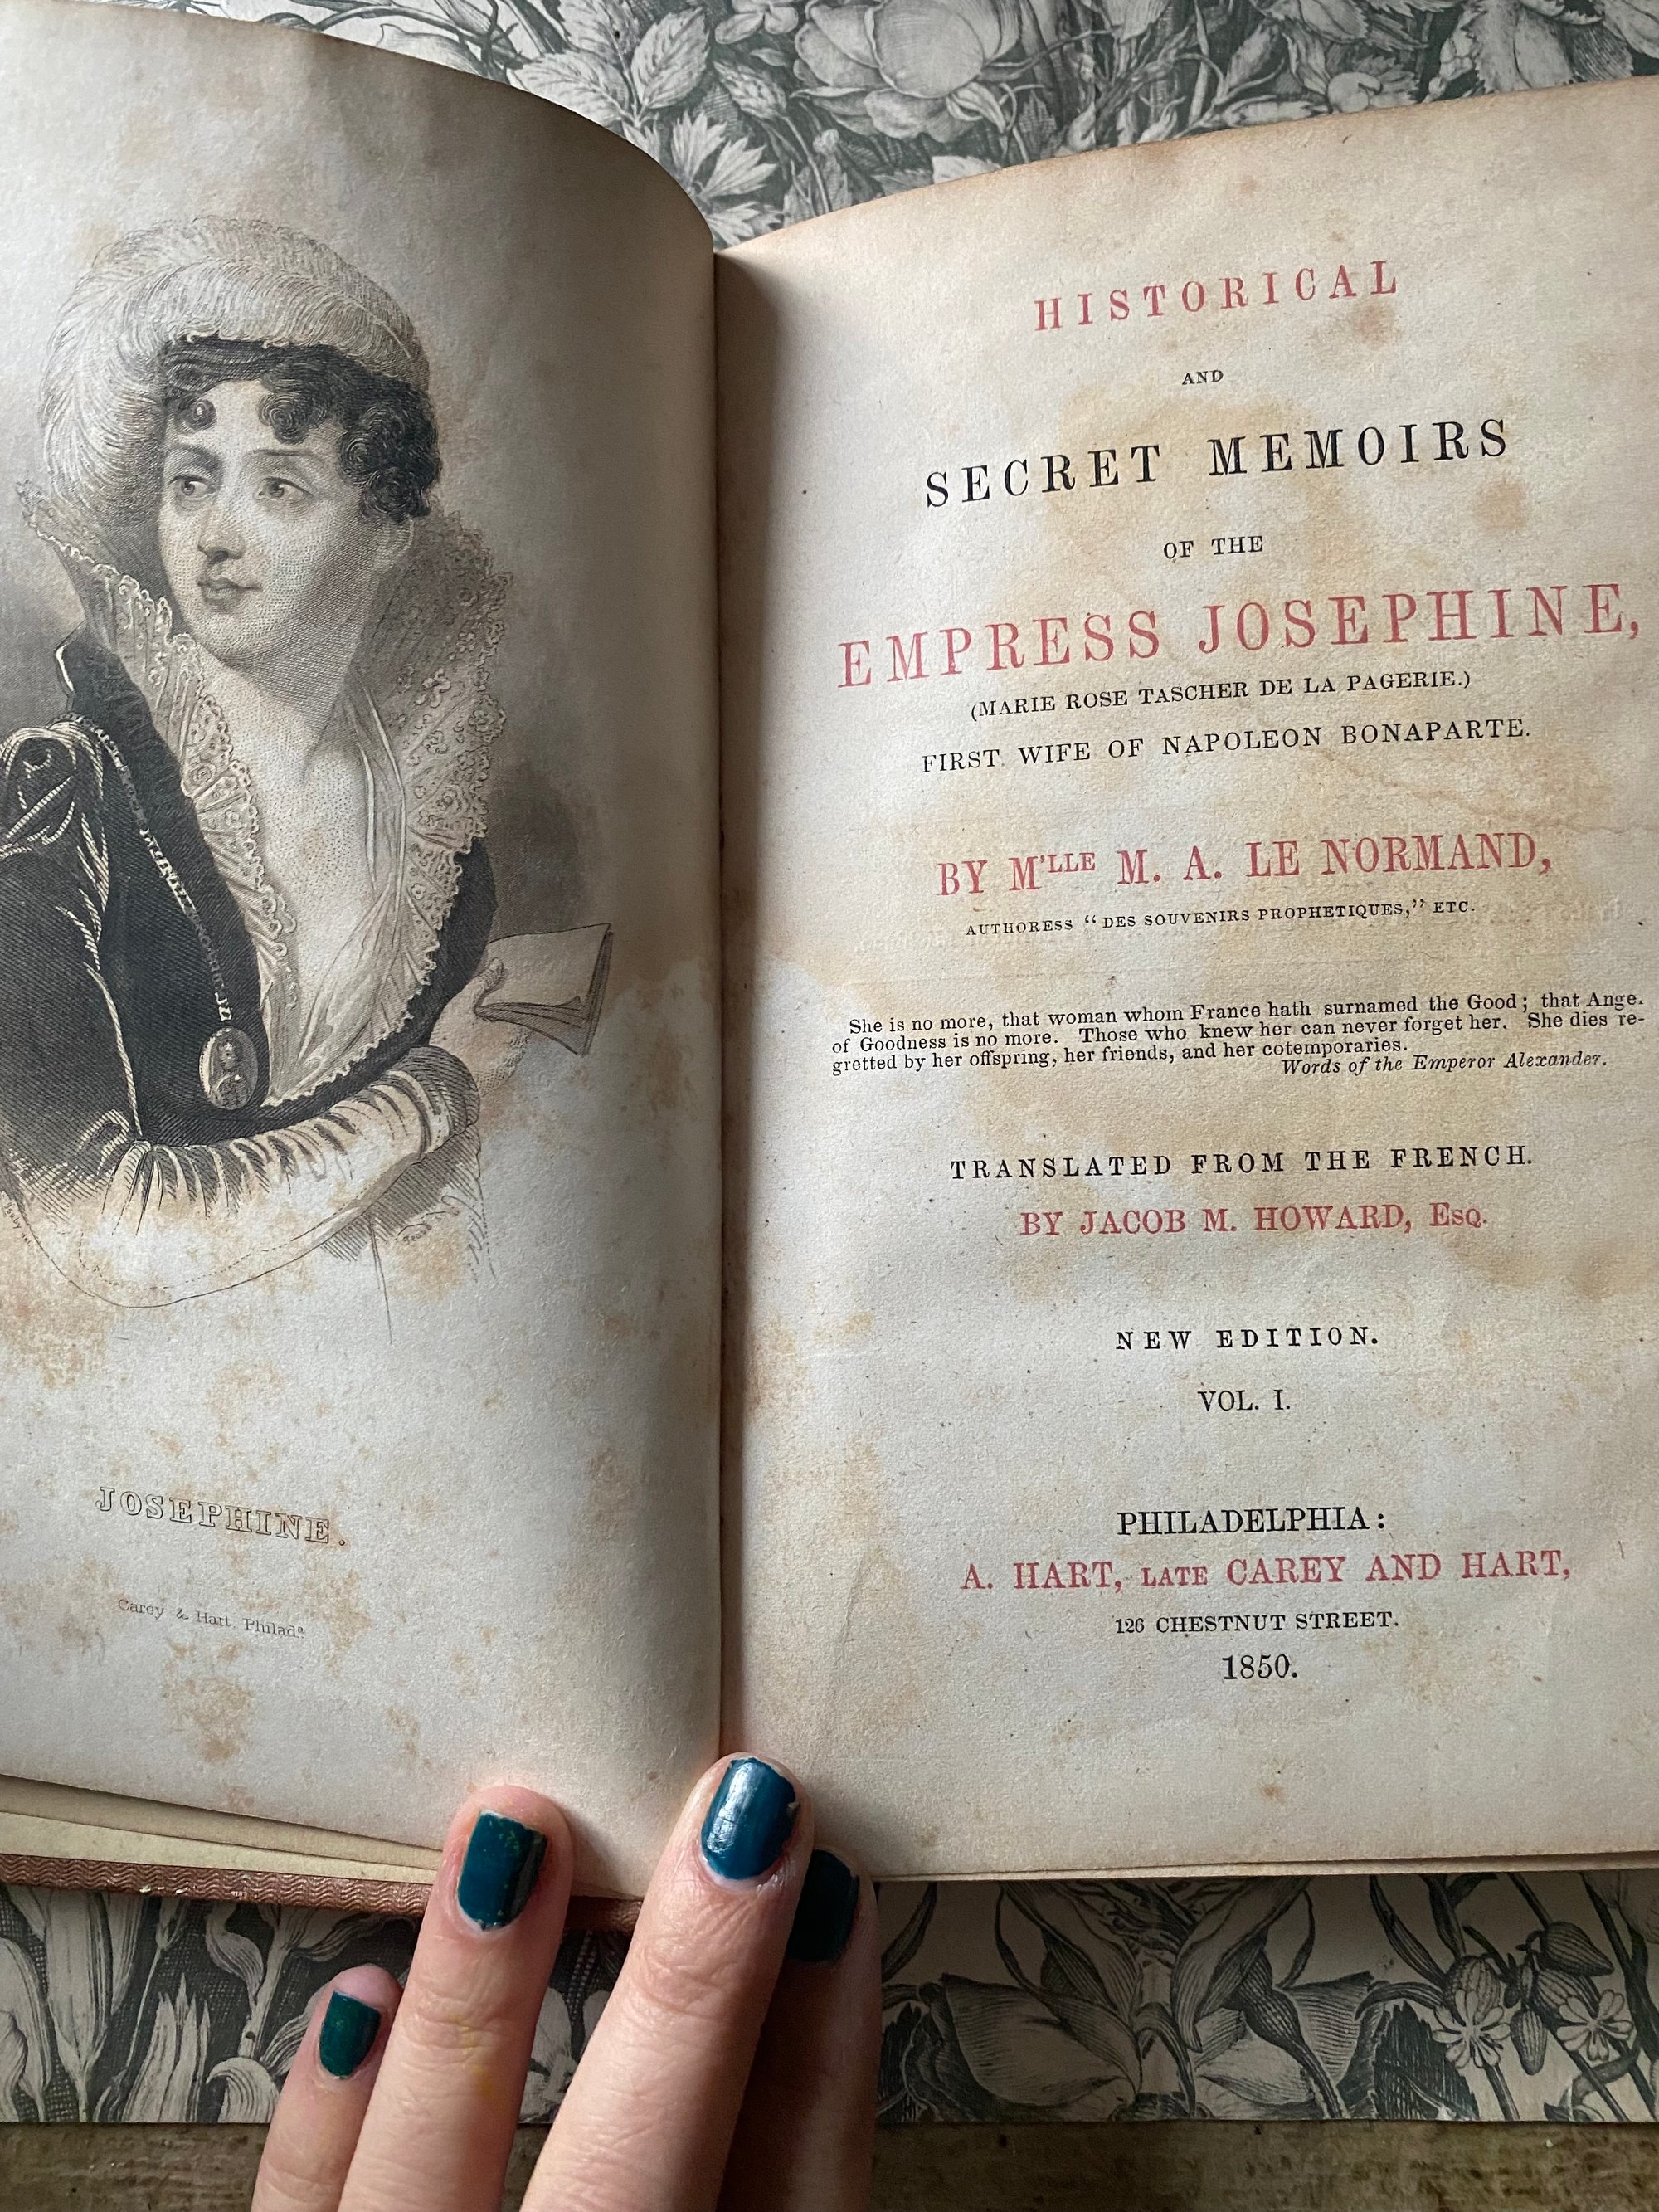 JOSEPHINE.
Carey & Hart, Philada.
HISTORICAL
AND
SECRET MEMOIRS
OF THE
EMPRESS JOSEPHINE,
(MARIE ROSE TASCHER DE LA PAGERIE.)
FIRST WIFE OF NAPOLEON BONAPARTE.
BY M'LLE M. A. LE NORMAND,
AUTHORESS "DES SOUVENIRS PROPHETIQUES," ETC.
She is no more, that woman whom France hath surnamed the Good; that Ange.
of Goodness is no more. Those who knew her can never forget her. She dies re-
gretted by her offspring, her friends, and her cotemporaries.
Words of the Emperor Alexander.
TRANSLATED FROM THE FRENCH.
BY JACOB M. HOWARD, Esq.
NEW EDITION.
VOL. I.
PHILADELPHIA:
A. HART, LATE CAREY AND HART,
126 CHESTNUT STREET.
1850.